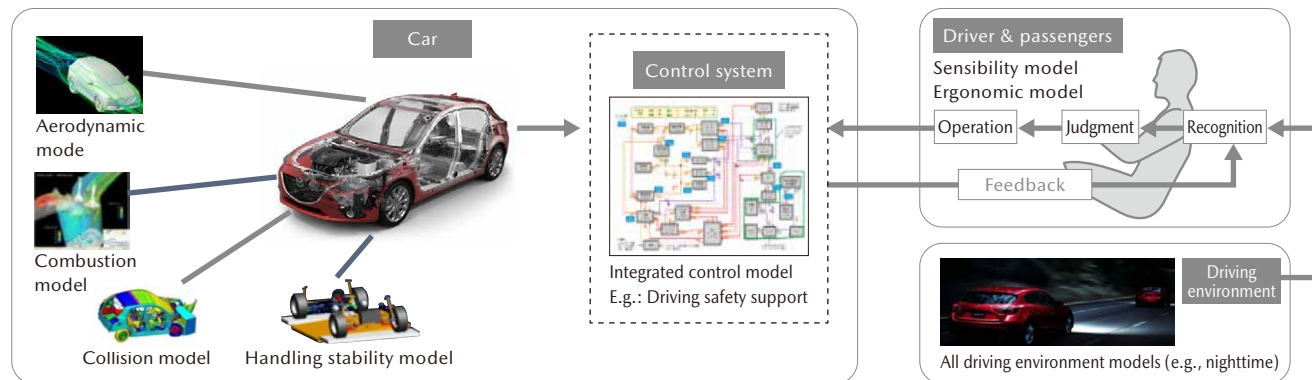 Car
Aerodynamic
mode
Combustion
model
Collision model
Handling stability model
Control system
Integrated control model
E.g.: Driving safety support
Driver & passengers
Sensibility model
Ergonomic model
Operation
Judgment
Recognition
Feedback
Driving
environment
All driving environment models (e.g., nighttime)